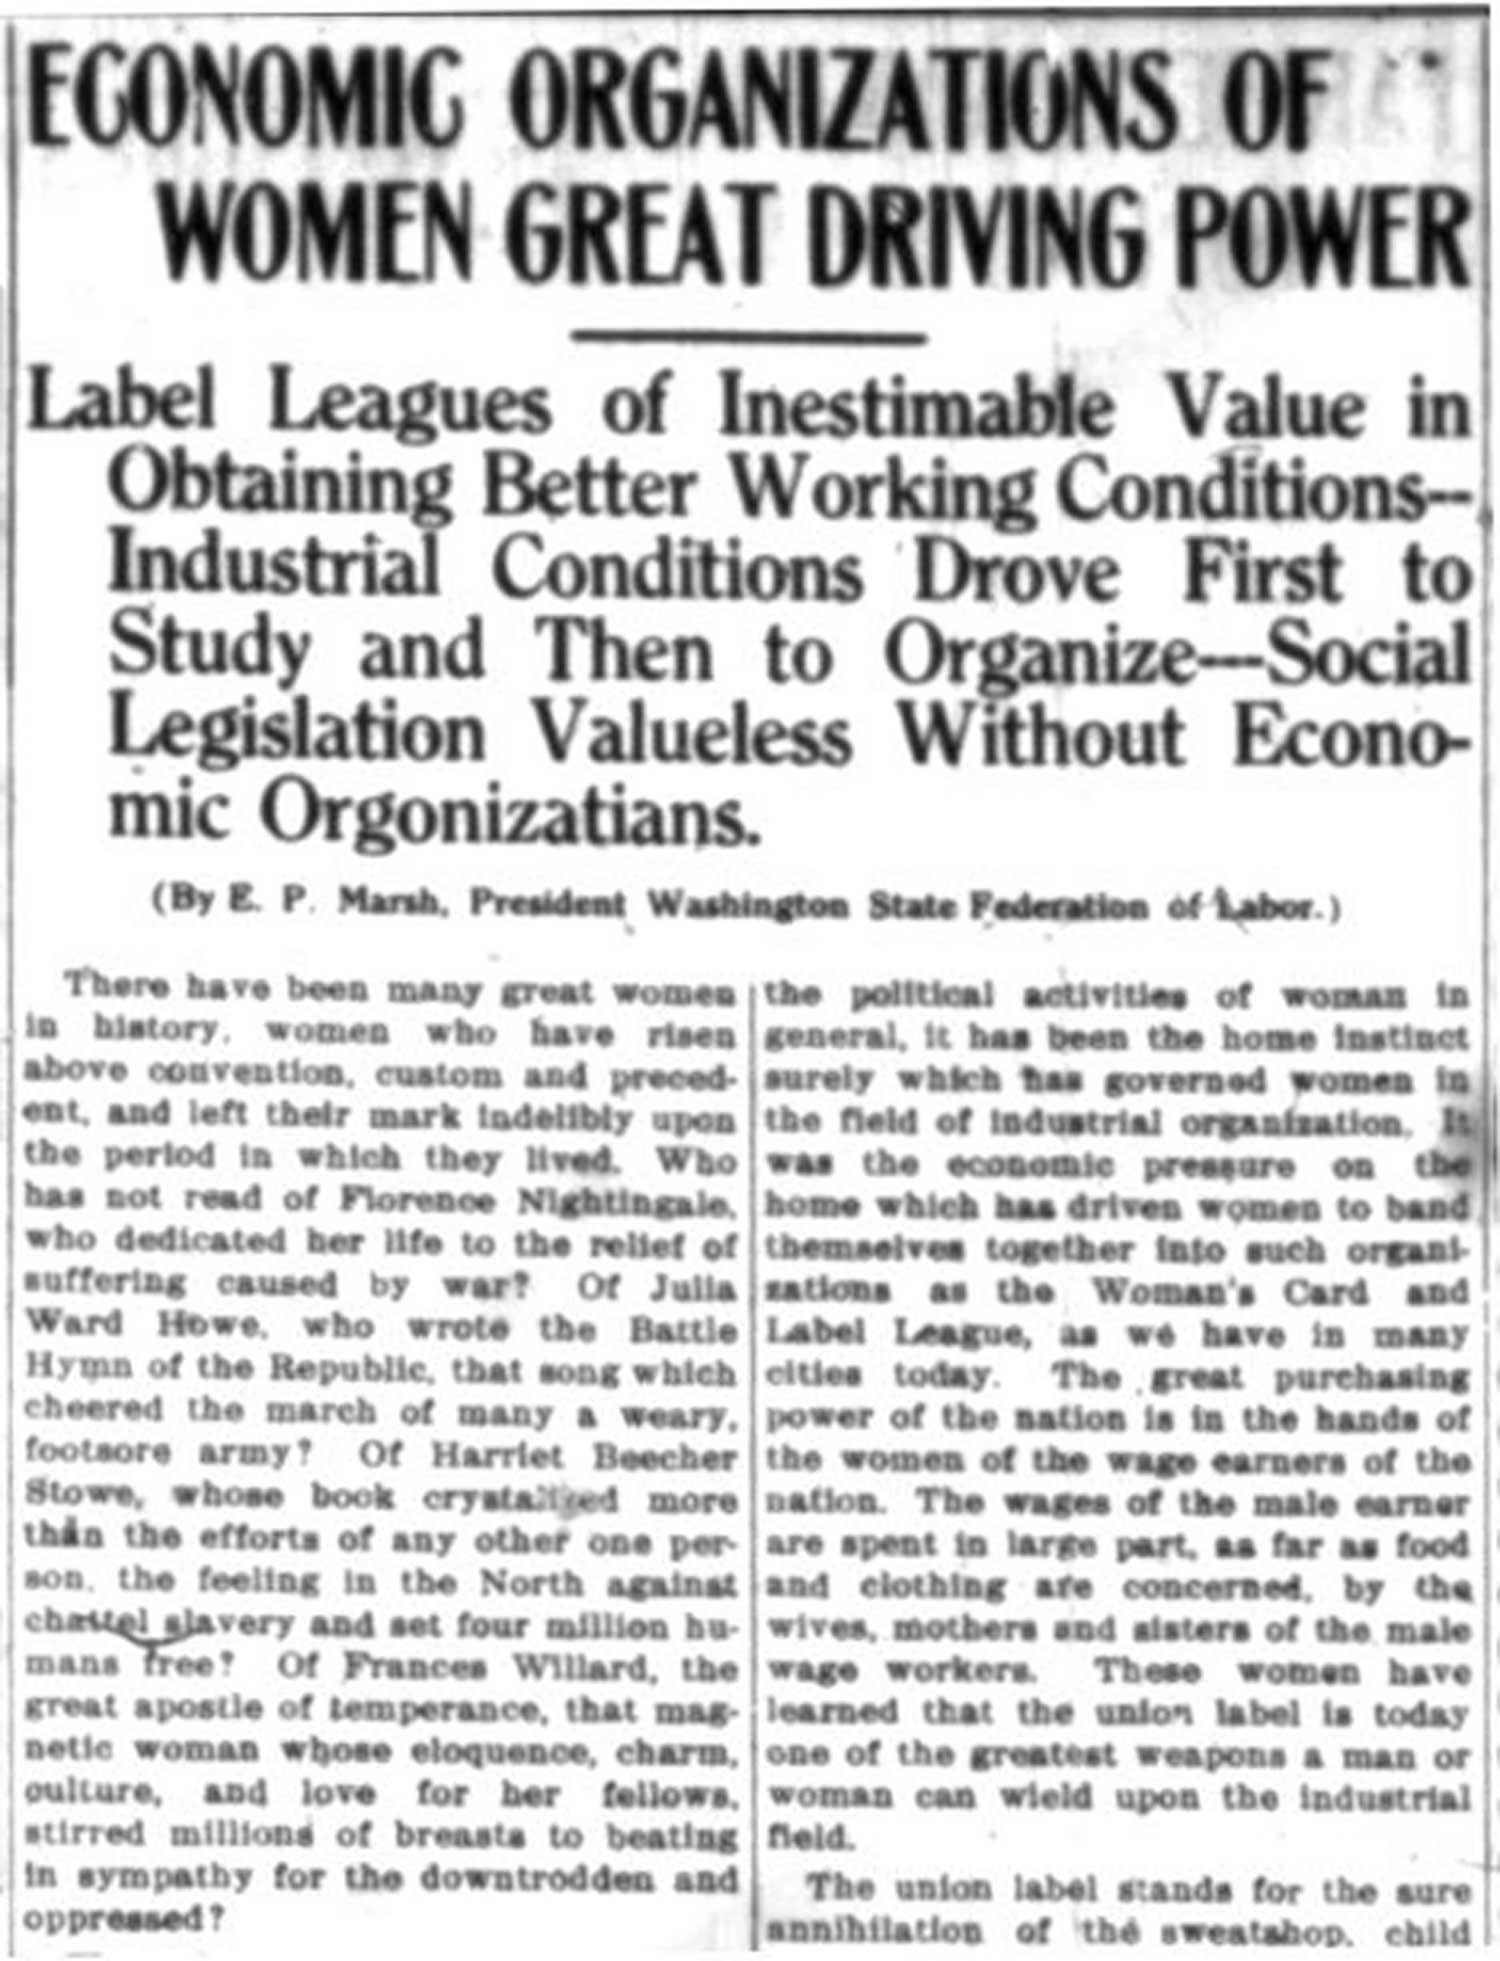 ECONOMIC ORGANIZATIONS OF
WOMEN GREAT DRIVING POWER
Label Leagues of Inestimable Value in
Obtaining Better Working Conditions--
Industrial Conditions Drove First to
Study and Then to Organize---Social
Legislation Valueless Without Econo-
mic Orgonizatians.
(By E. P. Marsh, President Washington State Federation of Labor.)
There have been many great women
in history, women who have risen
above convention, custom and preced-
ent, and left their mark indelibly upon
the period in which they lived. Who
has not read of Florence Nightingale,
who dedicated her life to the relief of
suffering caused by war? Of Julia
Ward Howe, who wrote the Battle
Hymn of the Republic, that song which
cheered the march of many a weary,
footsore army? Of Harriet Beecher
Stowe, whose book crystalized more
than the efforts of any other one per-
son, the feeling in the North against
chattel slavery and set four million hu-
mans free? Of Frances Willard, the
great apostle of temperance, that mag-
netic woman whose eloquence, charm,
culture, and love for her fellows,
stirred millions of breasts to beating
in sympathy for the downtrodden and
oppressed?
the political activities of woman in
general, it has been the home instinct
surely which has governed women in
the field of industrial organization. It
was the economic pressure on the
home which has driven women to band
themselves together into such organi-
zations as the Woman's Card and
Label League, as we have in many
cities today. The great purchasing
power of the nation is in the hands of
the women of the wage earners of the
nation. The wages of the male earner
are spent in large part, as far as food
and clothing are concerned, by the
wives, mothers and sisters of the male
wage workers. These women have
learned that the union label is today
one of the greatest weapons a man or
woman can wield upon the industrial
field.
The union label stands for the sure
annihilation of the sweatshop, child